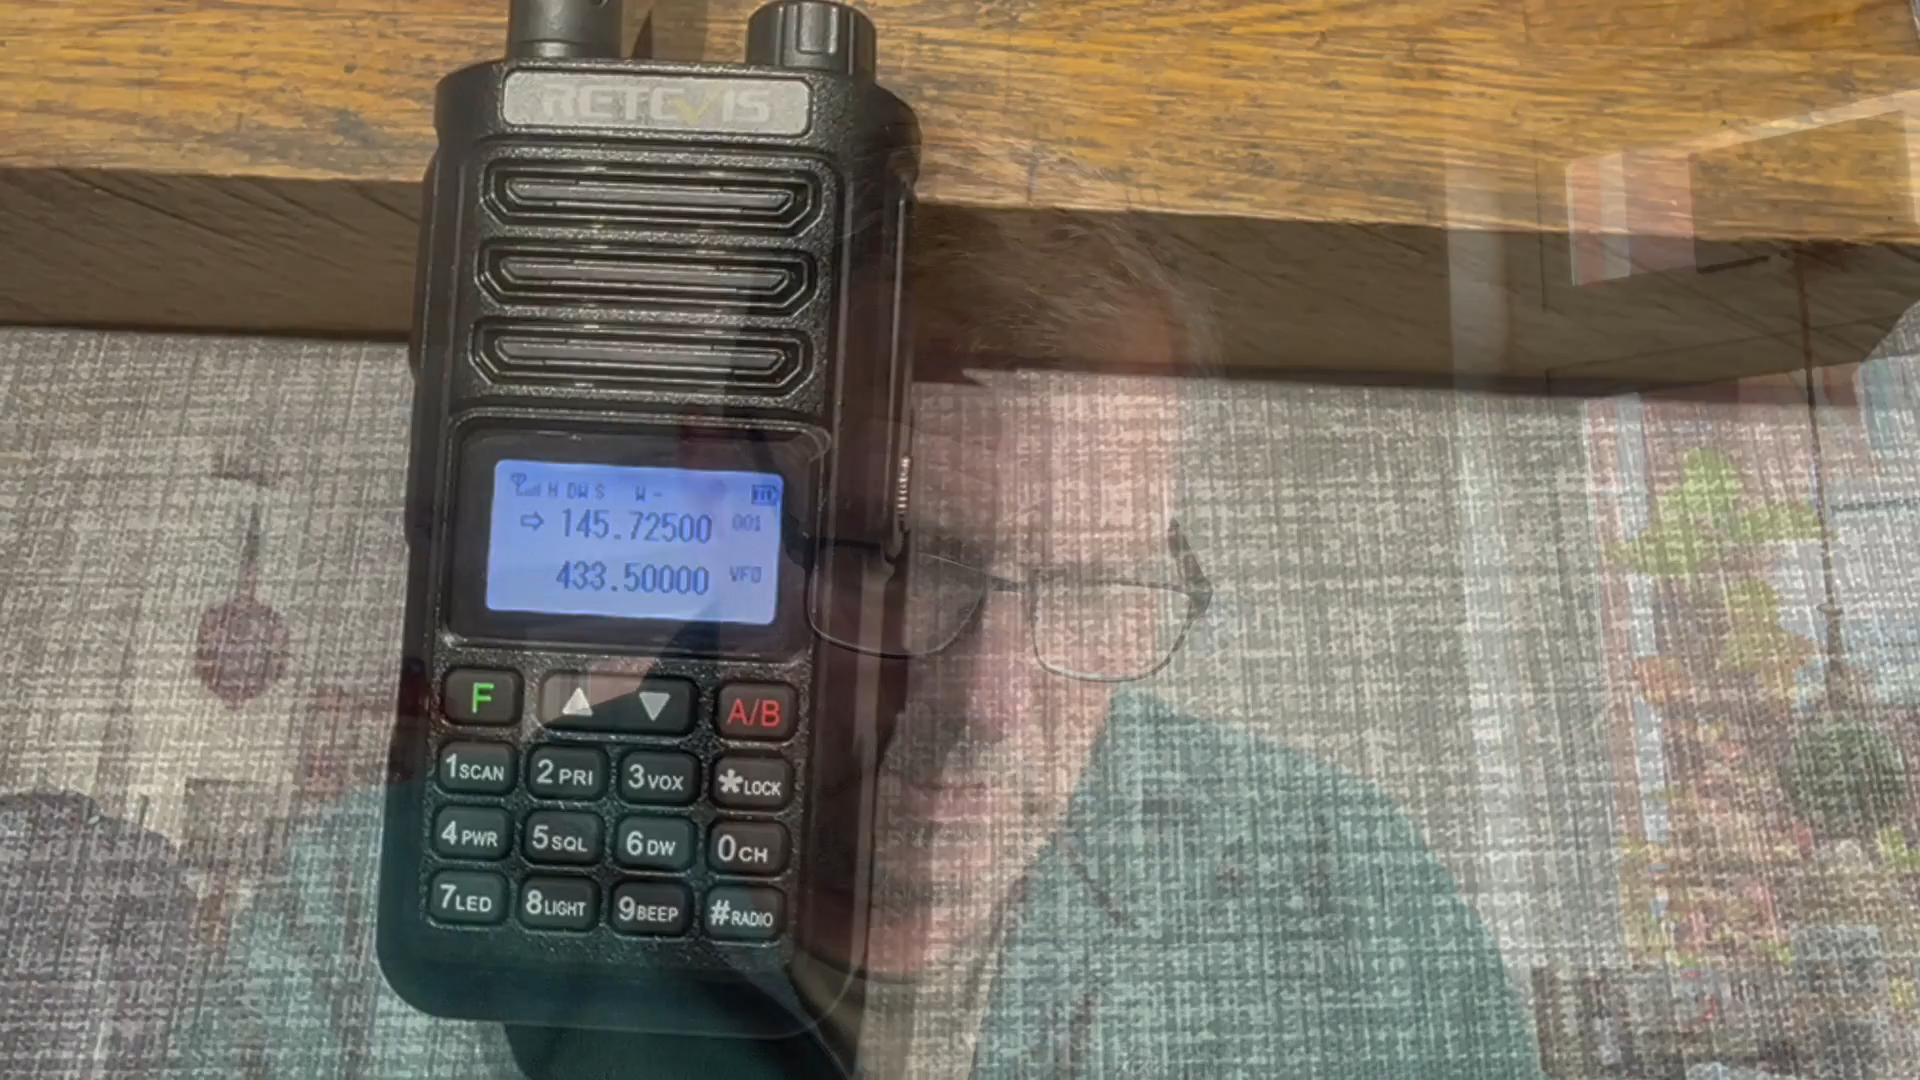 RETEVIS
H DW S W -
145.72500 001
433.50000 VFO
F A/B
1SCAN 2PRI 3VOX *LOCK
4PWR 5SQL 6DW 0CH
7LED 8LIGHT 9BEEP #RADIO